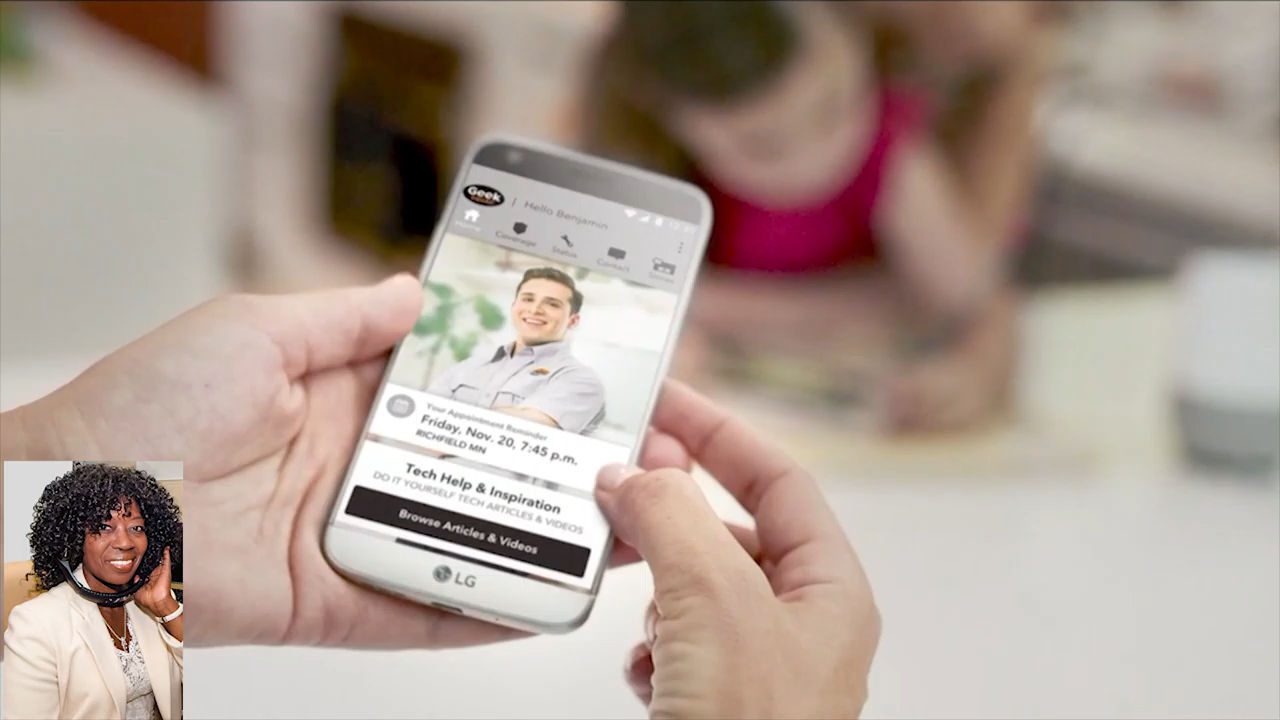 Geek
| Hello Benjamin
Home
Coverage
Status
Contact
Your Appointment Reminder
Friday, Nov. 20, 7:45 p.m.
RICHFIELD MN
Tech Help & Inspiration
DO IT YOURSELF TECH ARTICLES & VIDEOS
Browse Articles & Videos
LG